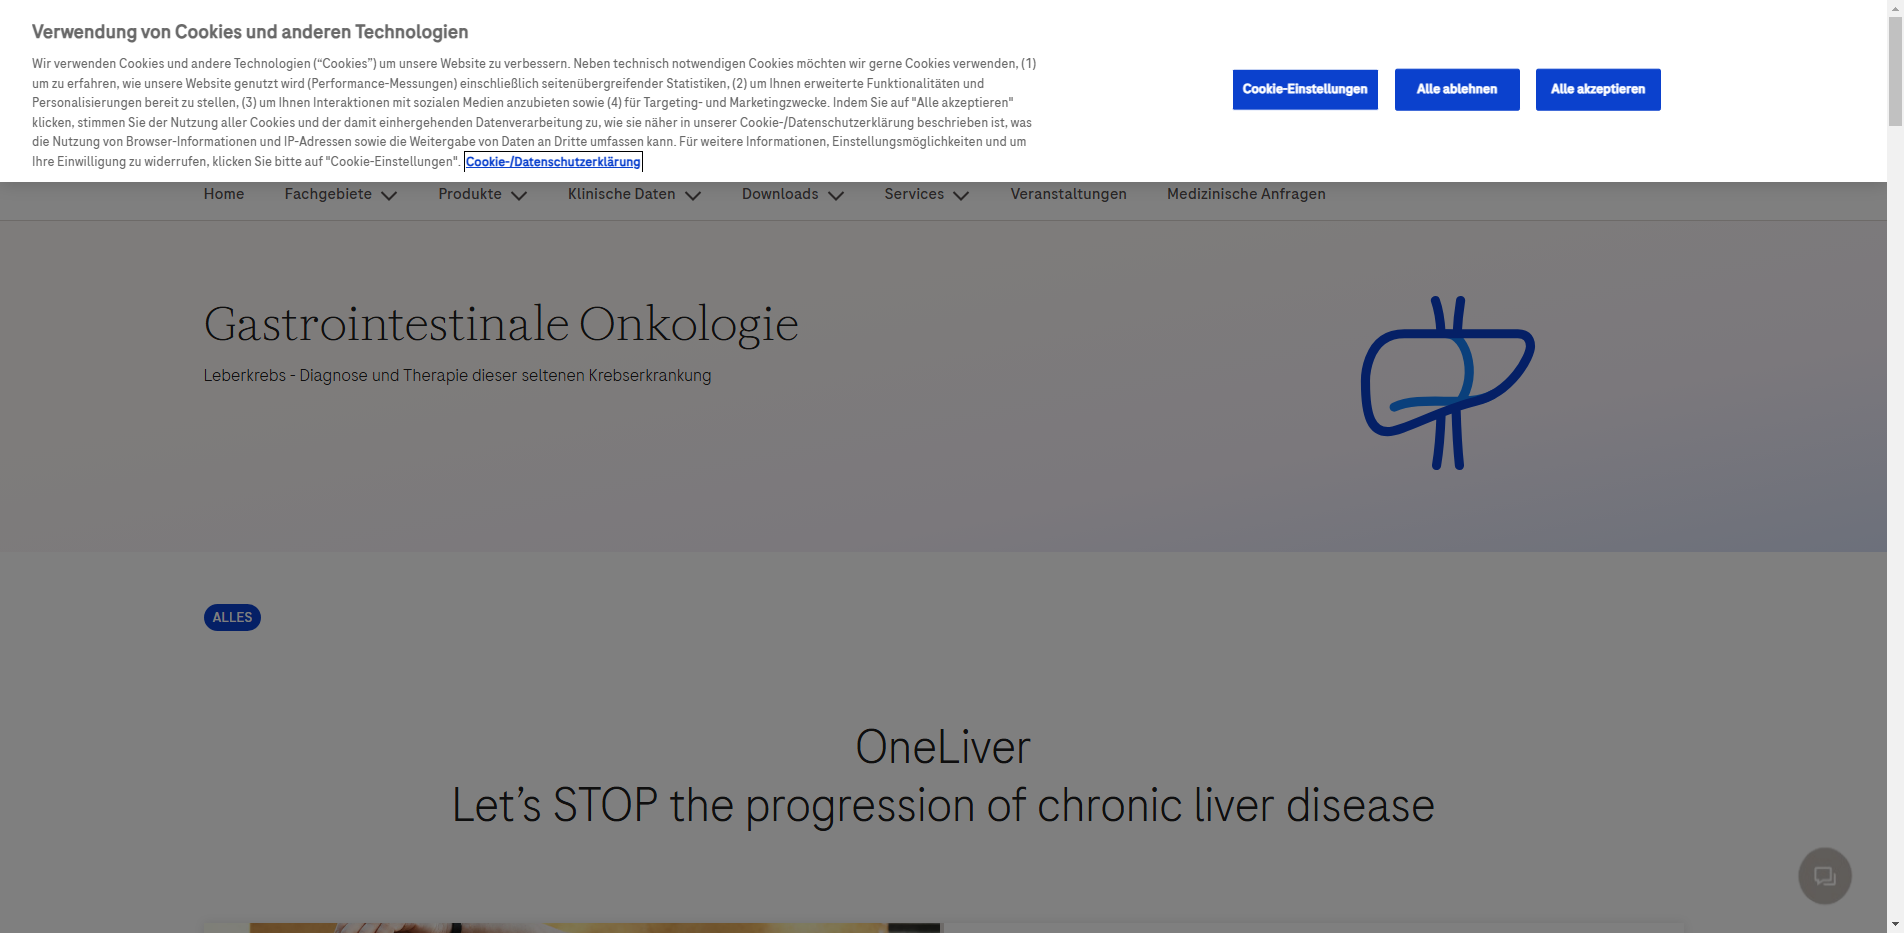 Verwendung von Cookies und anderen Technologien
Wir verwenden Cookies und andere Technologien (“Cookies”) um unsere Website zu verbessern. Neben technisch notwendigen Cookies möchten wir gerne Cookies verwenden, (1)
um zu erfahren, wie unsere Website genutzt wird (Performance-Messungen) einschließlich seitenübergreifender Statistiken, (2) um Ihnen erweiterte Funktionalitäten und
Personalisierungen bereit zu stellen, (3) um Ihnen Interaktionen mit sozialen Medien anzubieten sowie (4) für Targeting- und Marketingzwecke. Indem Sie auf "Alle akzeptieren"
klicken, stimmen Sie der Nutzung aller Cookies und der damit einhergehenden Datenverarbeitung zu, wie sie näher in unserer Cookie-/Datenschutzerklärung beschrieben ist, was
die Nutzung von Browser-Informationen und IP-Adressen sowie die Weitergabe von Daten an Dritte umfassen kann. Für weitere Informationen, Einstellungsmöglichkeiten und um
Ihre Einwilligung zu widerrufen, klicken Sie bitte auf "Cookie-Einstellungen". Cookie-/Datenschutzerklärung
Cookie-Einstellungen Alle ablehnen Alle akzeptieren
Home Fachgebiete Produkte Klinische Daten Downloads Services Veranstaltungen Medizinische Anfragen
Gastrointestinale Onkologie
Leberkrebs - Diagnose und Therapie dieser seltenen Krebserkrankung
ALLES
OneLiver
Let’s STOP the progression of chronic liver disease